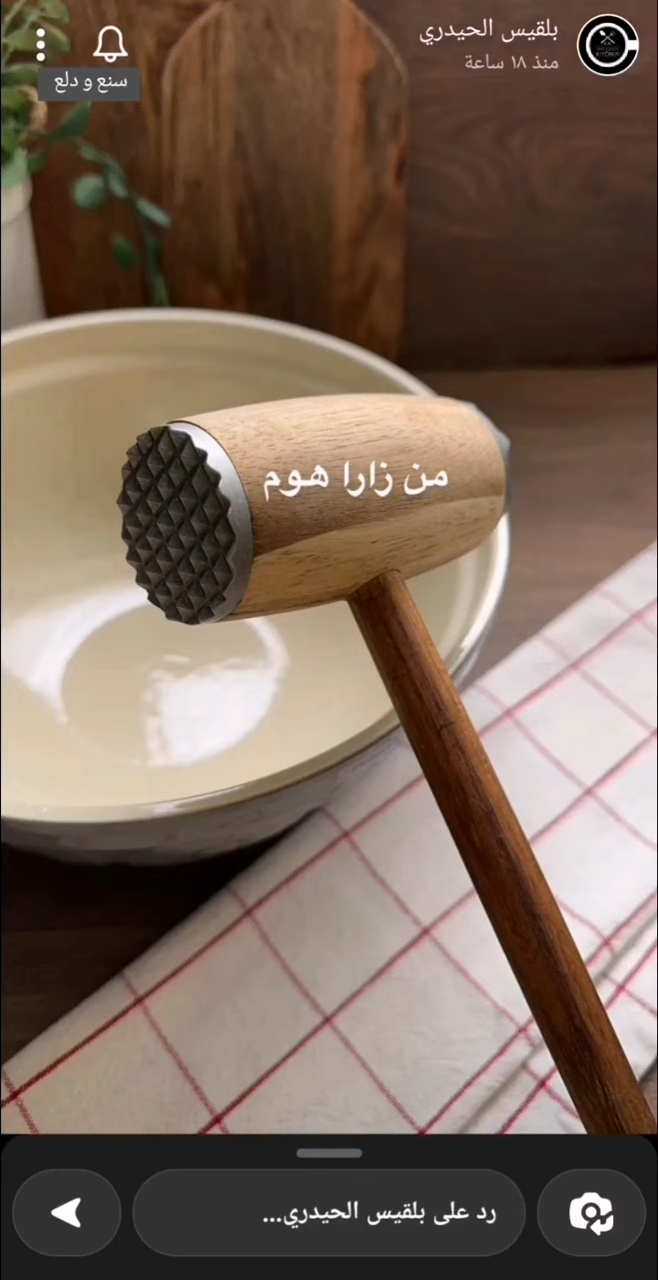 بلقيس الحيدري
منذ ١٨ ساعة
سنع و دلع
من زارا هوم
رد على بلقيس الحيدري...